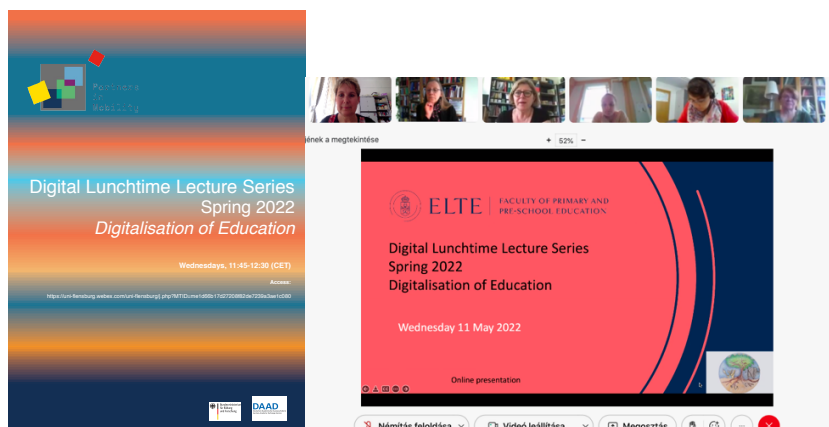 Partners
in
Mobility
Digital Lunchtime Lecture Series
Spring 2022
Digitalisation of Education
Wednesdays, 11:45-12:30 (CET)
Access:
DAAD
ének a megtekintése
+ 52% −
ELTE
FACULTY OF PRIMARY AND
PRE-SCHOOL EDUCATION
Digital Lunchtime Lecture Series
Spring 2022
Digitalisation of Education
Wednesday 11 May 2022
Online presentation
Némítás feloldása
Videó leállítása
Megosztás